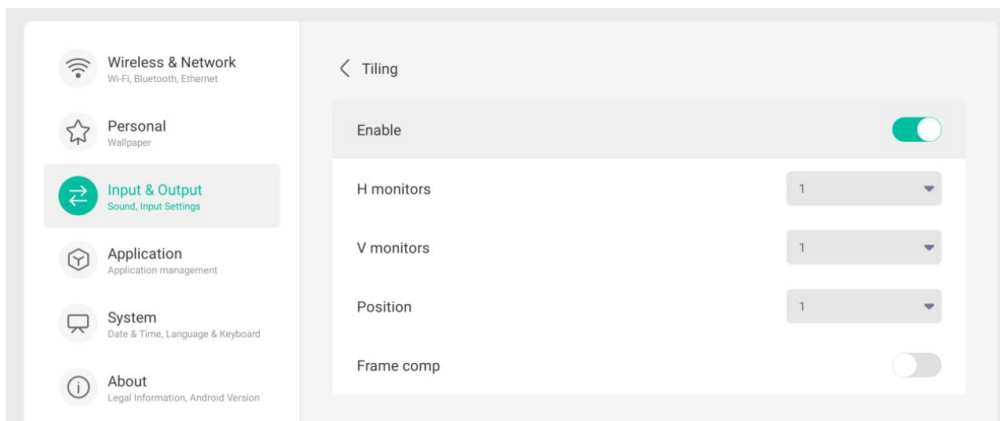 Wireless & Network
Wi-Fi, Bluetooth, Ethernet
Personal
Wallpaper
Input & Output
Sound, Input Settings
Application
Application management
System
Date & Time, Language & Keyboard
About
Legal Information, Android Version
Tiling
Enable
H monitors 1
V monitors 1
Position 1
Frame comp